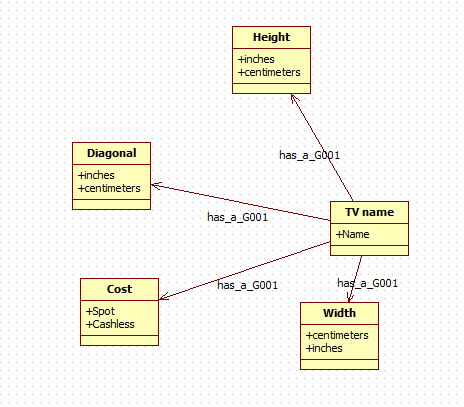 Height
+inches
+centimeters
has_a_G001
Diagonal
+inches
+centimeters
has_a_G001
TV name
+Name
has_a_G001
has_a_G001
Cost
+Spot
+Cashless
Width
+centimeters
+inches